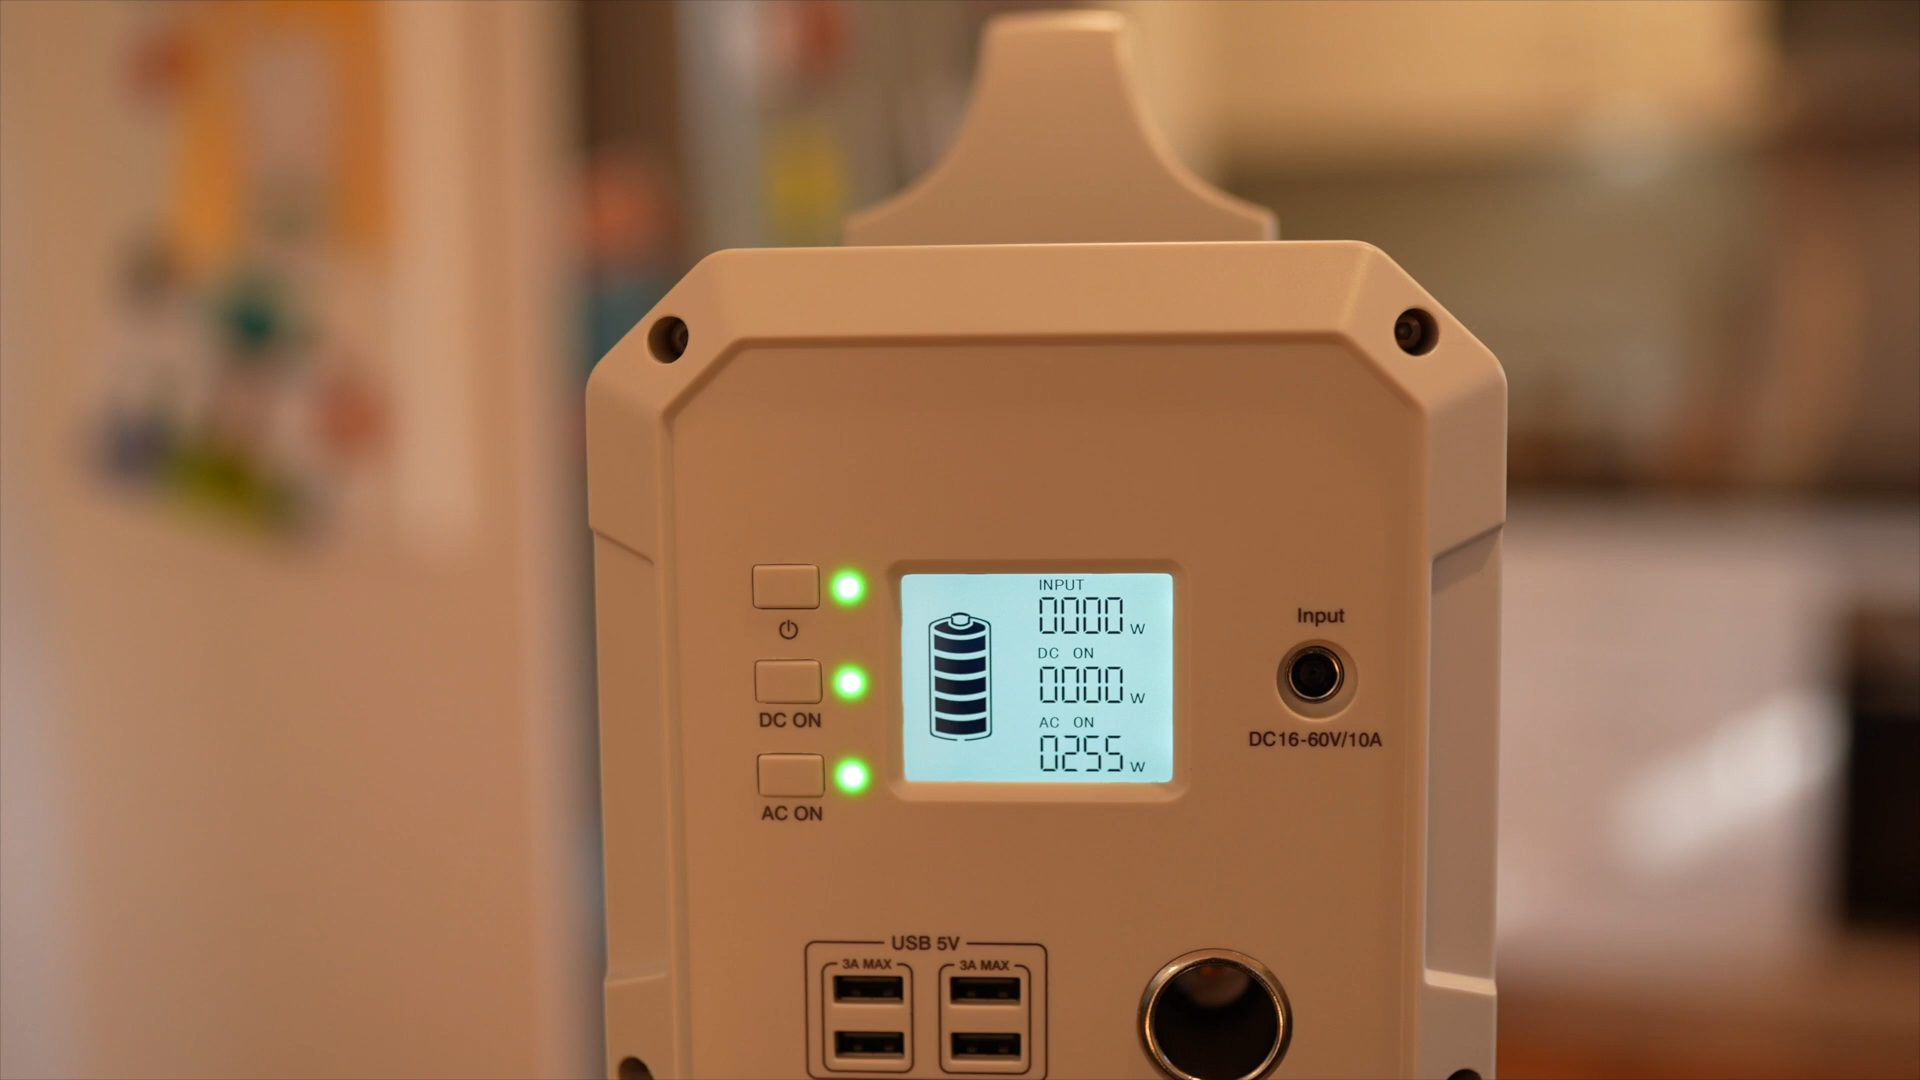 INPUT
0000 W
DC ON
0000 W
AC ON
0255 W
DC ON
AC ON
Input
DC16-60V/10A
USB 5V
3A MAX
3A MAX